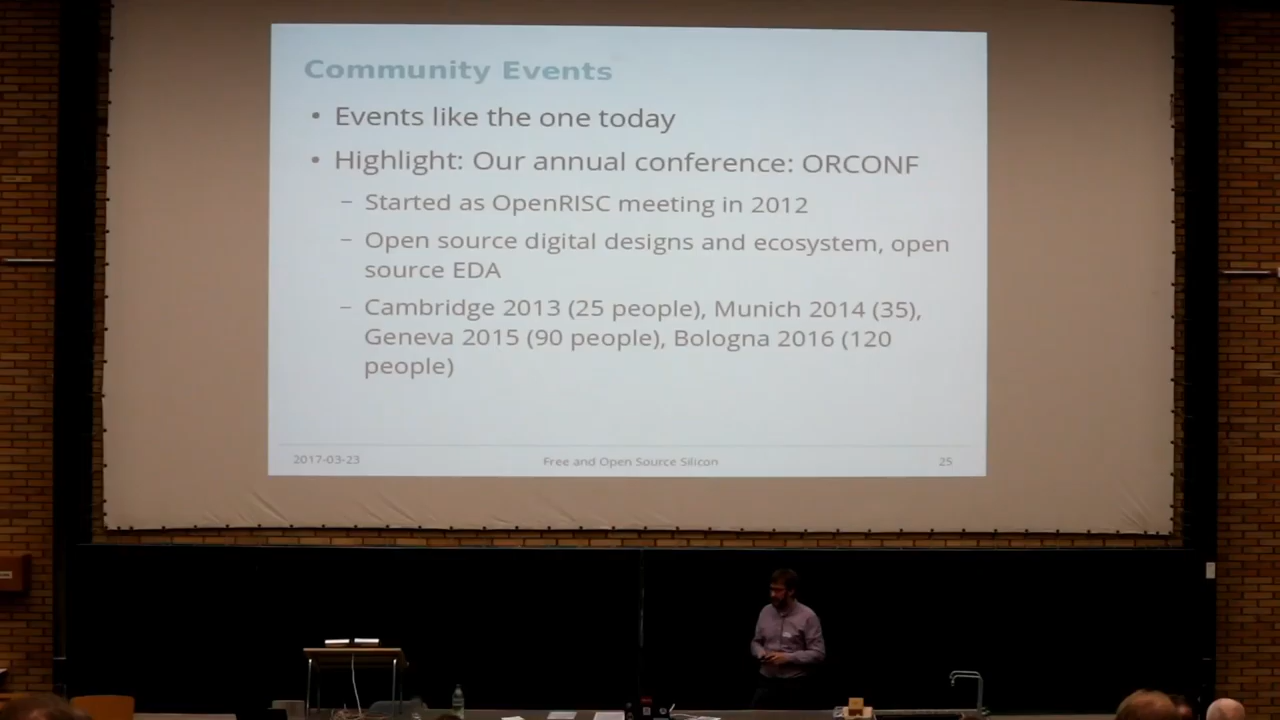 Community Events
• Events like the one today
• Highlight: Our annual conference: ORCONF
– Started as OpenRISC meeting in 2012
– Open source digital designs and ecosystem, open
source EDA
– Cambridge 2013 (25 people), Munich 2014 (35),
Geneva 2015 (90 people), Bologna 2016 (120
people)
2017-03-23 Free and Open Source Silicon 25